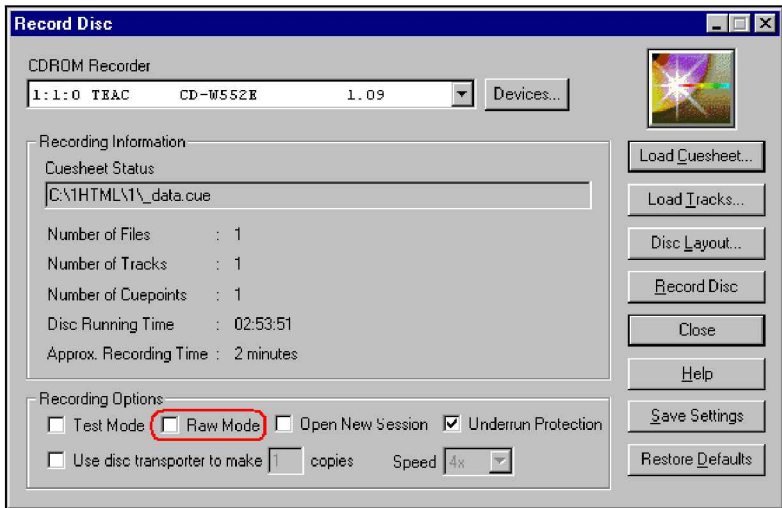 Record Disc
CDROM Recorder
1:1:0 TEAC CD-W552E 1.09 Devices...
Recording Information
Cuesheet Status
C:\1HTML\1\_data.cue
Number of Files : 1
Number of Tracks : 1
Number of Cuepoints : 1
Disc Running Time : 02:53:51
Approx. Recording Time : 2 minutes
Recording Options
Test Mode Raw Mode Open New Session Underrun Protection
Use disc transporter to make 1 copies Speed 4x
Load Cuesheet...
Load Tracks...
Disc Layout...
Record Disc
Close
Help
Save Settings
Restore Defaults